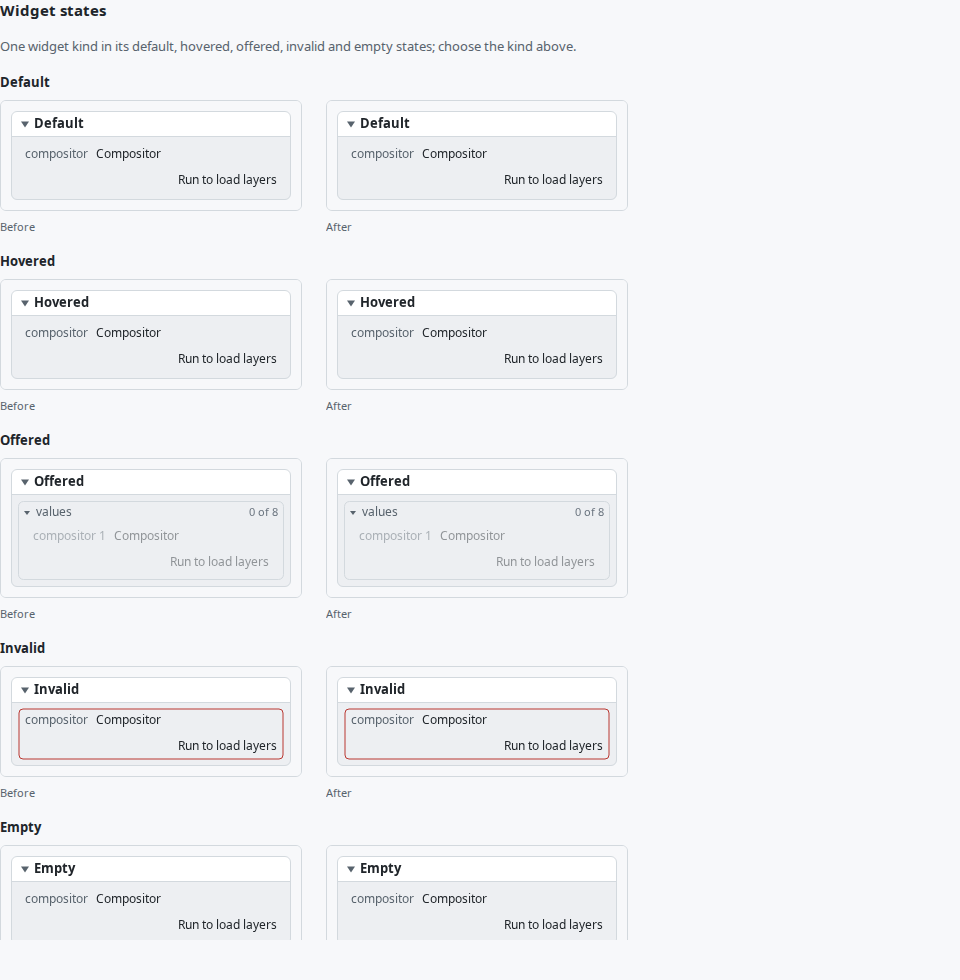 Widget states
One widget kind in its default, hovered, offered, invalid and empty states; choose the kind above.
Default
Default Default
compositor Compositor compositor Compositor
Run to load layers Run to load layers
Before After
Hovered
Hovered Hovered
compositor Compositor compositor Compositor
Run to load layers Run to load layers
Before After
Offered
Offered Offered
values 0 of 8 values 0 of 8
compositor 1 Compositor compositor 1 Compositor
Run to load layers Run to load layers
Before After
Invalid
Invalid Invalid
compositor Compositor compositor Compositor
Run to load layers Run to load layers
Before After
Empty
Empty Empty
compositor Compositor compositor Compositor
Run to load layers Run to load layers